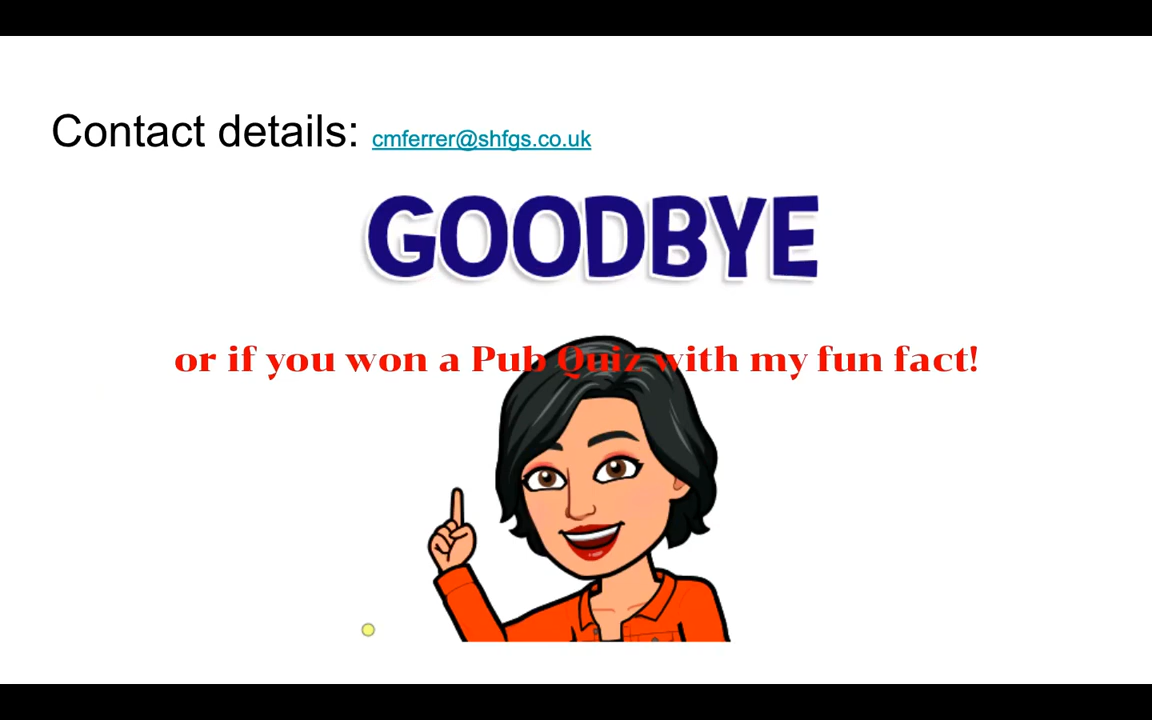 Contact details: cmferrer@shfgs.co.uk
GOODBYE
or if you won a Pub Quiz with my fun fact!